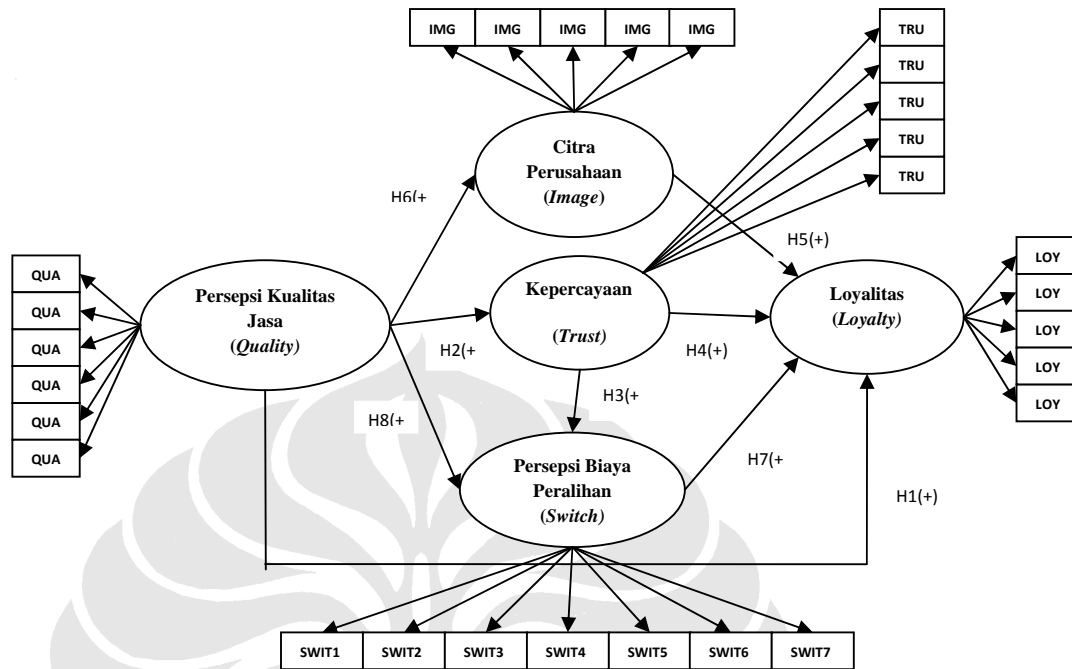 IMG IMG IMG IMG IMG
TRU
TRU
TRU
TRU
TRU
Citra
Perusahaan
(Image)
H6(+
H5(+)
QUA
QUA
QUA
QUA
QUA
QUA
Persepsi Kualitas
Jasa
(Quality)
Kepercayaan
(Trust)
Loyalitas
(Loyalty)
LOY
LOY
LOY
LOY
LOY
H2(+
H4(+)
H3(+
H8(+
H7(+
Persepsi Biaya
Peralihan
(Switch)
H1(+)
SWIT1 SWIT2 SWIT3 SWIT4 SWIT5 SWIT6 SWIT7